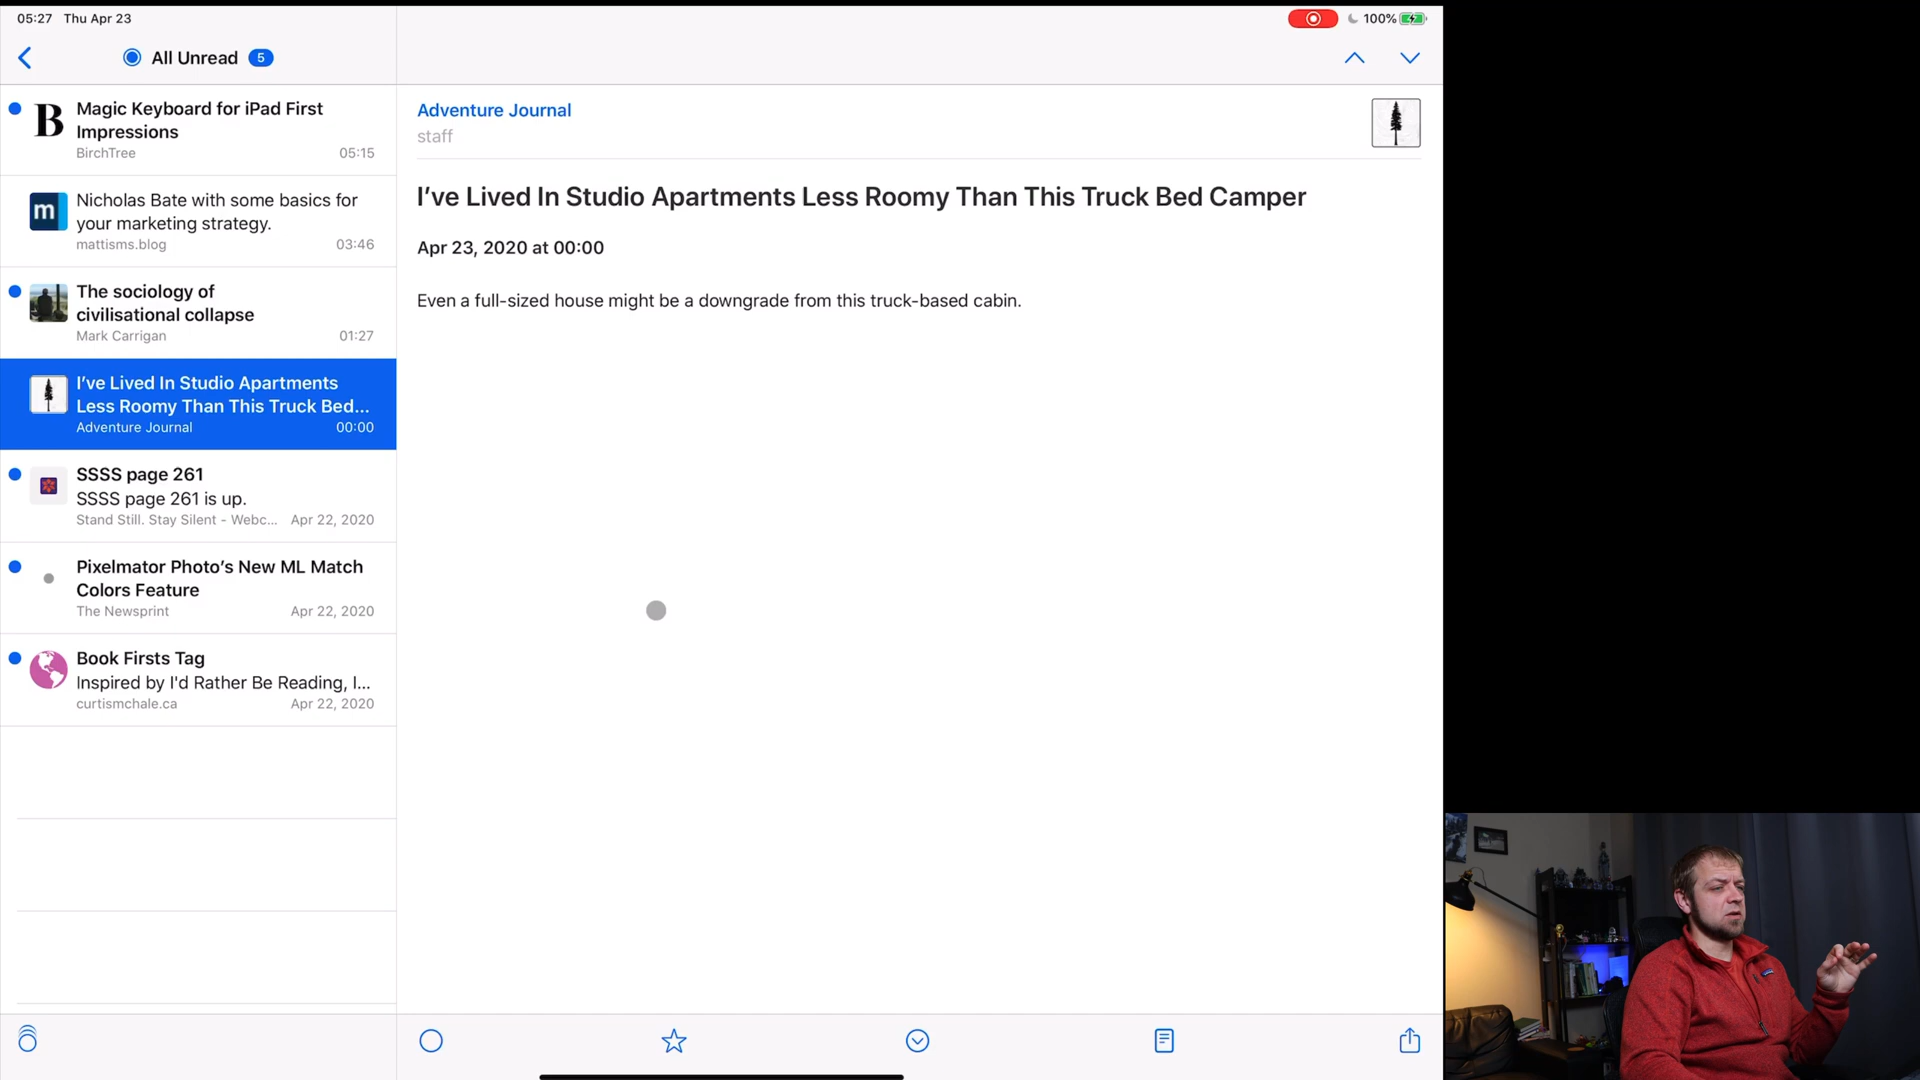 05:27 Thu Apr 23
100%
All Unread 5
B
Magic Keyboard for iPad First
Impressions
BirchTree 05:15
m
Nicholas Bate with some basics for
your marketing strategy.
mattisms.blog 03:46
The sociology of
civilisational collapse
Mark Carrigan 01:27
I’ve Lived In Studio Apartments
Less Roomy Than This Truck Bed...
Adventure Journal 00:00
SSSS page 261
SSSS page 261 is up.
Stand Still. Stay Silent - Webc... Apr 22, 2020
Pixelmator Photo’s New ML Match
Colors Feature
The Newsprint Apr 22, 2020
Book Firsts Tag
Inspired by I'd Rather Be Reading, I...
curtismchale.ca Apr 22, 2020
Adventure Journal
staff
I’ve Lived In Studio Apartments Less Roomy Than This Truck Bed Camper
Apr 23, 2020 at 00:00
Even a full-sized house might be a downgrade from this truck-based cabin.